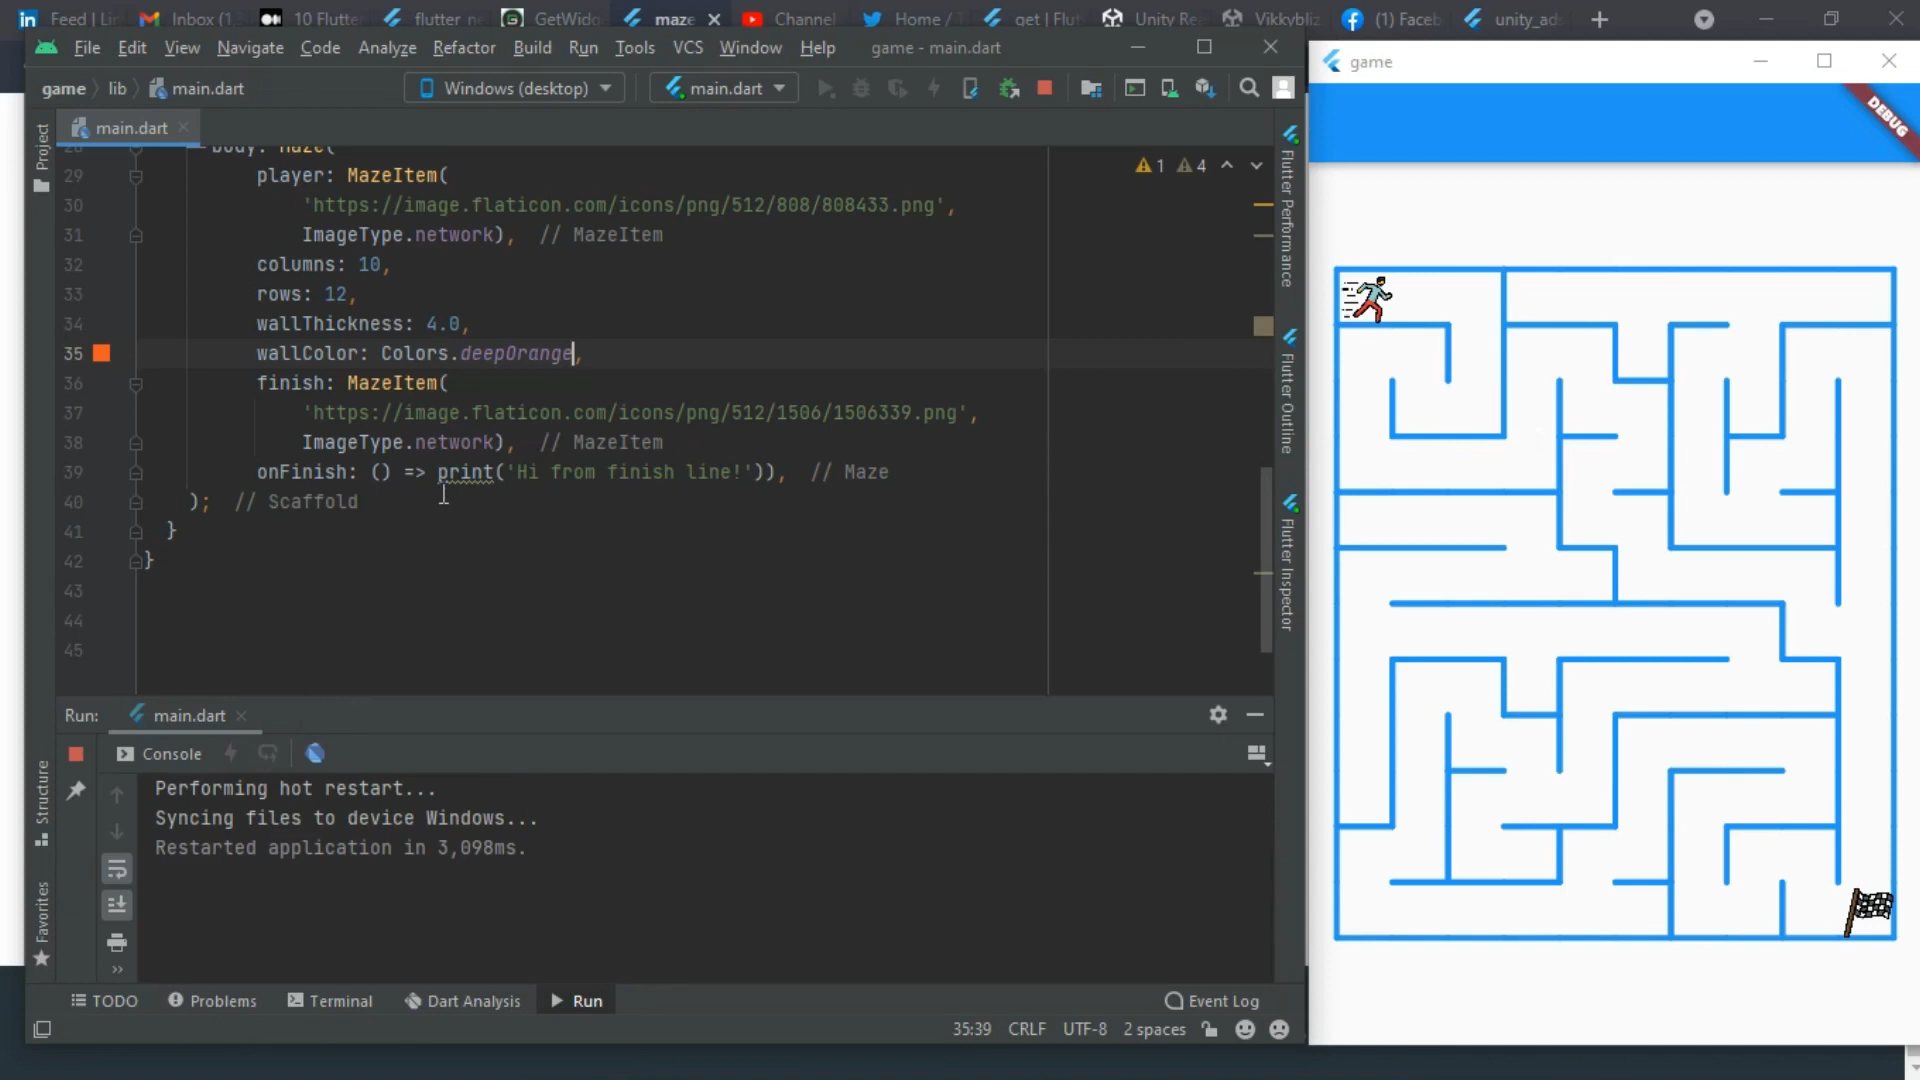 Feed | Lin
Inbox (1,
10 Flutte
flutter_ne
GetWido
maze
Channel
Home / T
get | Flut
Unity Re
Vikkybliz
(1) Faceb
unity_ad
File Edit View Navigate Code Analyze Refactor Build Run Tools VCS Window Help game - main.dart
game
game lib main.dart Windows (desktop) main.dart
DEBUG
main.dart
Project
1 4
28 body: Maze(
29 player: MazeItem(
30 'https://image.flaticon.com/icons/png/512/808/808433.png',
31 ImageType.network), // MazeItem
32 columns: 10,
33 rows: 12,
34 wallThickness: 4.0,
35 wallColor: Colors.deepOrange,
36 finish: MazeItem(
37 'https://image.flaticon.com/icons/png/512/1506/1506339.png',
38 ImageType.network), // MazeItem
39 onFinish: () => print('Hi from finish line!')), // Maze
40 ); // Scaffold
41 }
42 }
43
44
45
Flutter Performance
Flutter Outline
Flutter Inspector
Run: main.dart
Console
Structure
Favorites
Performing hot restart...
Syncing files to device Windows...
Restarted application in 3,098ms.
TODO Problems Terminal Dart Analysis Run Event Log
35:39 CRLF UTF-8 2 spaces